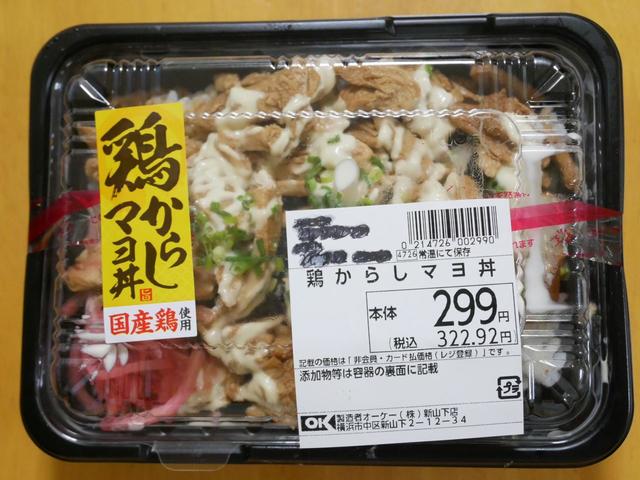 鶏からし
マヨ丼
旨
国産鶏使用
0 214726 002990
4726 常温にて保存
鶏からしマヨ丼
本体 299円
(税込 322.92円
記載の価格は「非会員・カード払価格(レジ登録)」です。
添加物等は容器の裏面に記載
プラ
OK 製造者オーケー(株)新山下店
横浜市中区新山下2-12-34